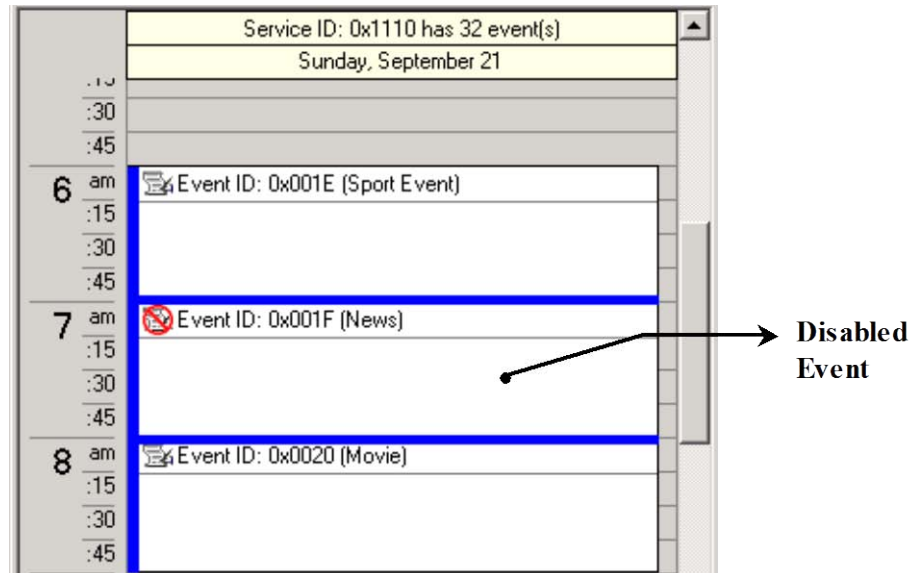 Service ID: 0x1110 has 32 event(s)
Sunday, September 21
:15
:30
:45
6 am Event ID: 0x001E (Sport Event)
:15
:30
:45
7 am Event ID: 0x001F (News)
:15
:30
:45
8 am Event ID: 0x0020 (Movie)
:15
:30
:45
Disabled
Event